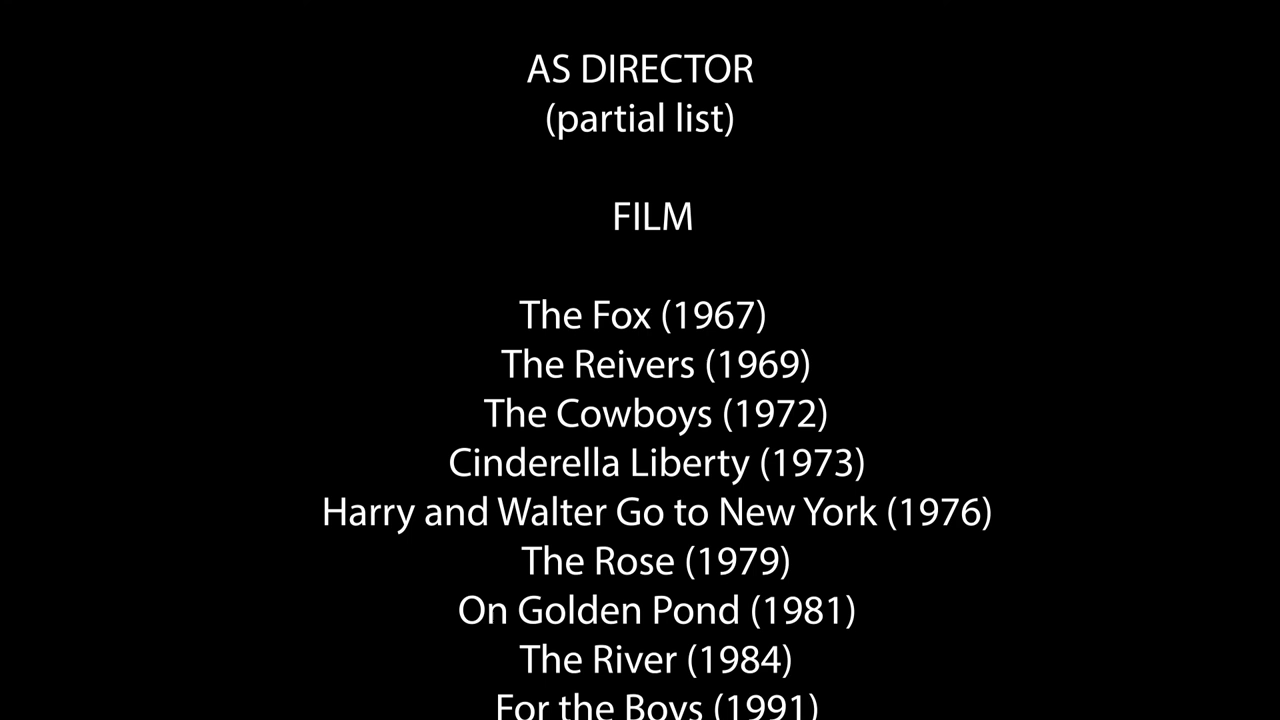 AS DIRECTOR
(partial list)
FILM
The Fox (1967)
The Reivers (1969)
The Cowboys (1972)
Cinderella Liberty (1973)
Harry and Walter Go to New York (1976)
The Rose (1979)
On Golden Pond (1981)
The River (1984)
For the Boys (1991)